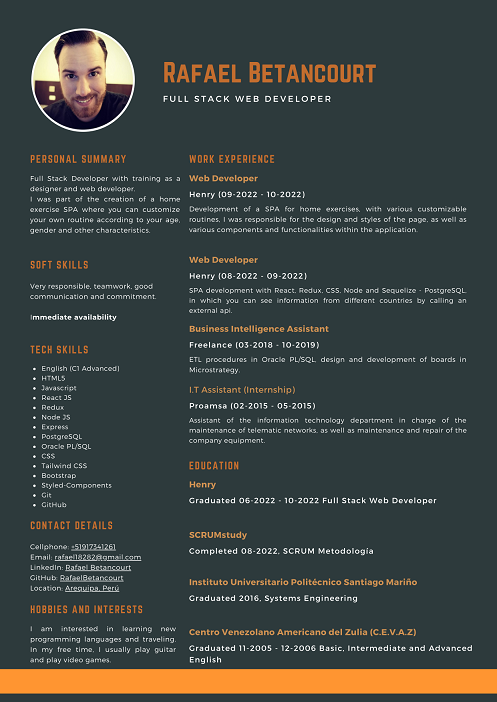 RAFAEL BETANCOURT
FULL STACK WEB DEVELOPER
PERSONAL SUMMARY
Full Stack Developer with training as a
designer and web developer.
I was part of the creation of a home
exercise SPA where you can customize
your own routine according to your age,
gender and other characteristics.
SOFT SKILLS
Very responsible, teamwork, good
communication and commitment.
Immediate availability
TECH SKILLS
• English (C1 Advanced)
• HTML5
• Javascript
• React JS
• Redux
• Node JS
• Express
• PostgreSQL
• Oracle PL/SQL
• CSS
• Tailwind CSS
• Bootstrap
• Styled-Components
• Git
• GitHub
CONTACT DETAILS
Cellphone: +51917341261
Email: rafael18282@gmail.com
LinkedIn: Rafael Betancourt
GitHub: RafaelBetancourt
Location: Arequipa, Perú
HOBBIES AND INTERESTS
I am interested in learning new
programming languages and traveling.
In my free time, I usually play guitar
and play video games.
WORK EXPERIENCE
Web Developer
Henry (09-2022 - 10-2022)
Development of a SPA for home exercises, with various customizable
routines, I was responsible for the design and styles of the page, as well as
various components and functionalities within the application.
Web Developer
Henry (08-2022 - 09-2022)
SPA development with React, Redux, CSS, Node and Sequelize - PostgreSQL,
in which you can see information from different countries by calling an
external api.
Business Intelligence Assistant
Freelance (03-2018 - 10-2019)
ETL procedures in Oracle PL/SQL, design and development of boards in
Microstrategy.
I.T Assistant (Internship)
Proamsa (02-2015 - 05-2015)
Assistant of the information technology department in charge of the
maintenance of telematic networks, as well as maintenance and repair of the
company equipment.
EDUCATION
Henry
Graduated 06-2022 - 10-2022 Full Stack Web Developer
SCRUMstudy
Completed 08-2022, SCRUM Metodología
Instituto Universitario Politécnico Santiago Mariño
Graduated 2016, Systems Engineering
Centro Venezolano Americano del Zulia (C.E.V.A.Z)
Graduated 11-2005 - 12-2006 Basic, Intermediate and Advanced
English